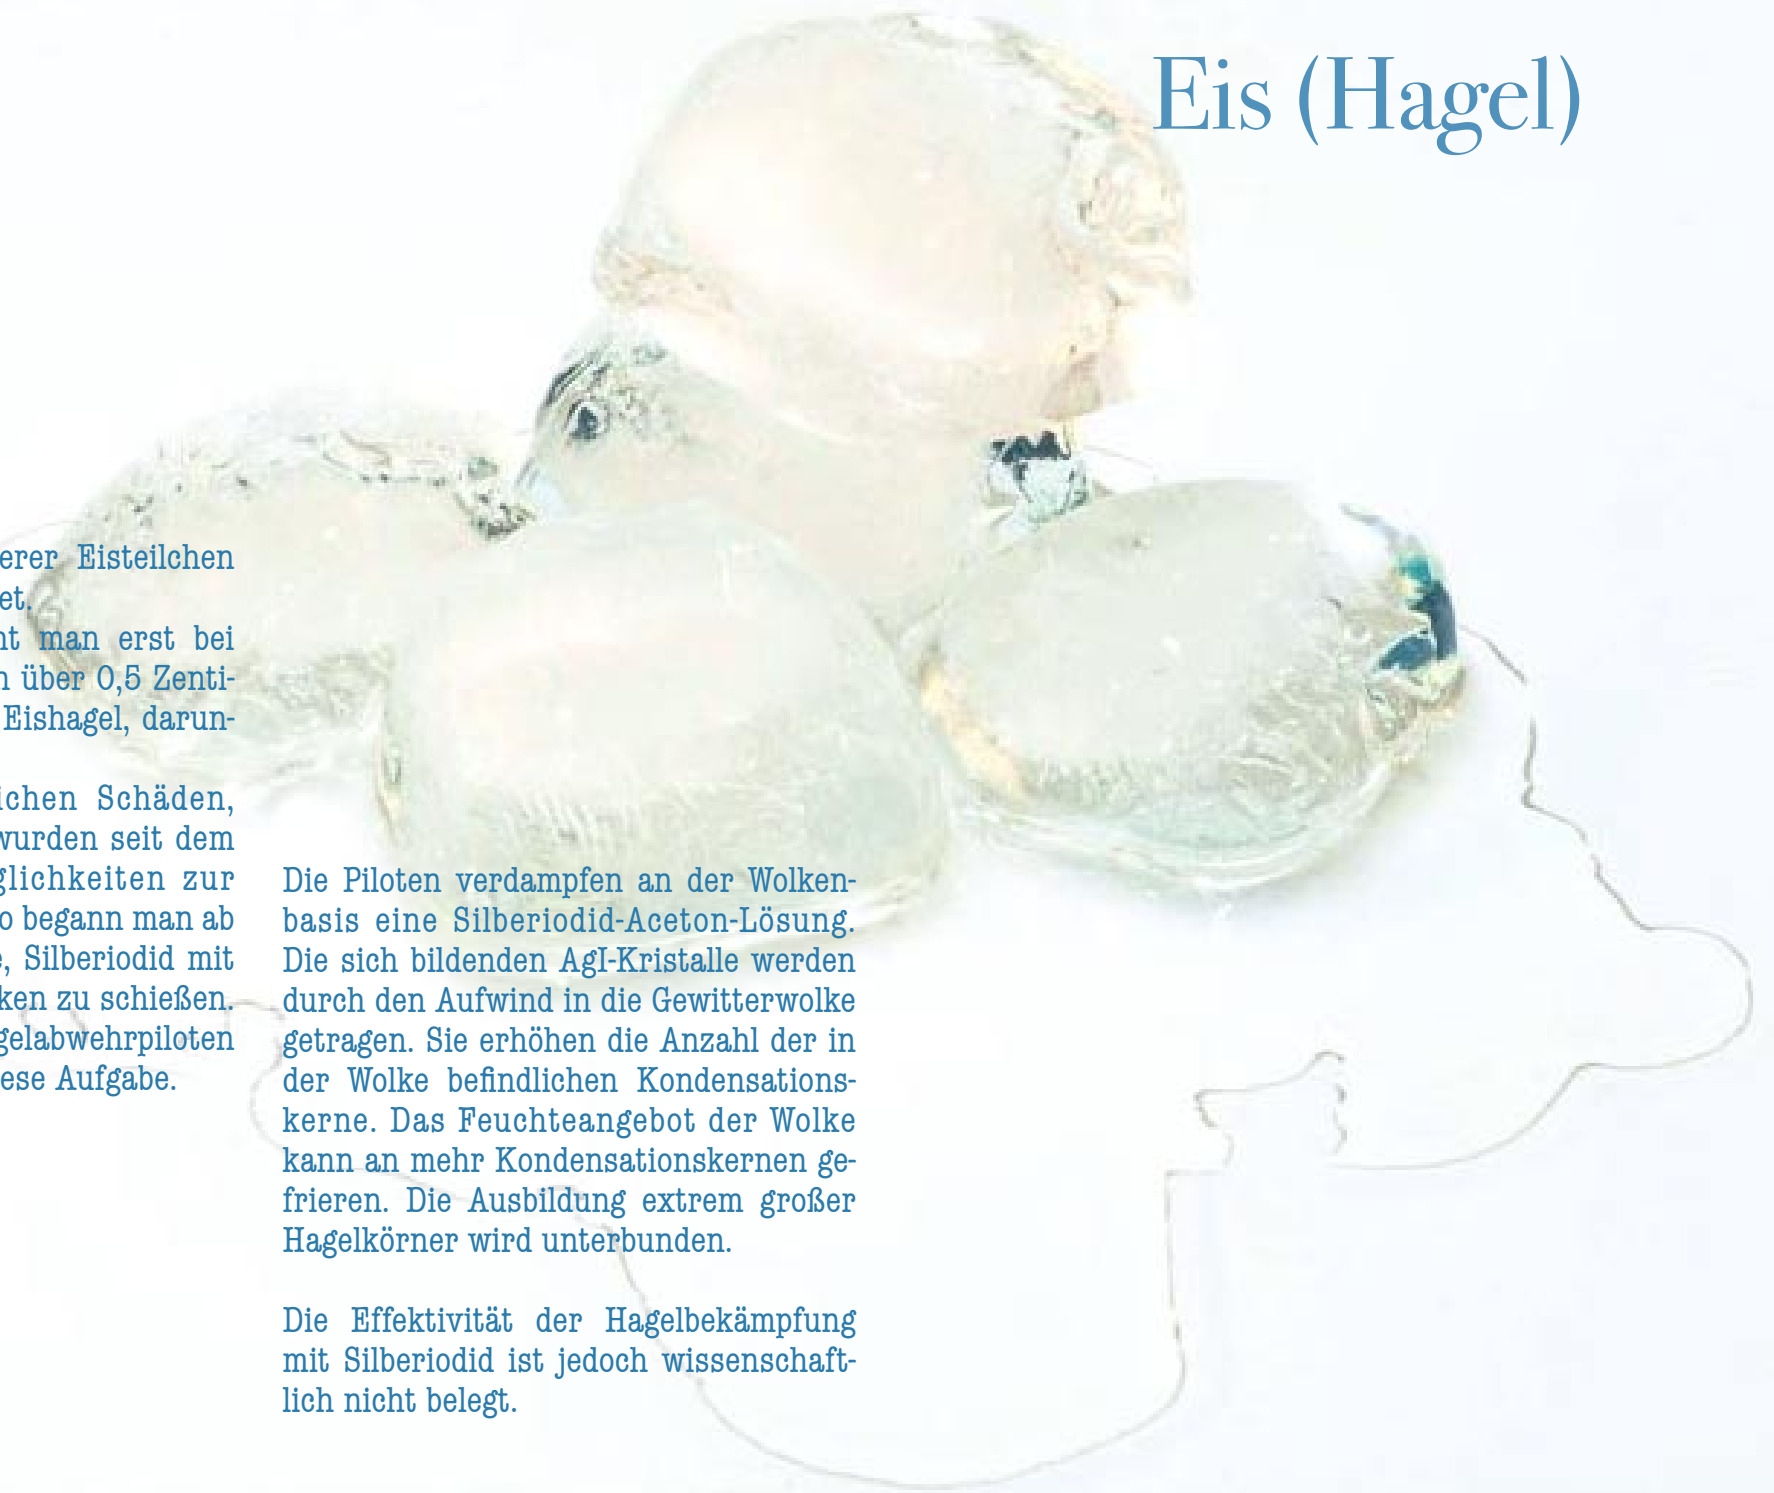 Eis (Hagel)
erer Eisteilchen
et.
nt man erst bei
n über 0,5 Zenti-
Eishagel, darun-
ichen Schäden,
wurden seit dem
glichkeiten zur
o begann man ab
e, Silberiodid mit
ken zu schießen.
gelabwehrpiloten
ese Aufgabe.
Die Piloten verdampfen an der Wolken-
basis eine Silberiodid-Aceton-Lösung.
Die sich bildenden AgI-Kristalle werden
durch den Aufwind in die Gewitterwolke
getragen. Sie erhöhen die Anzahl der in
der Wolke befindlichen Kondensations-
kerne. Das Feuchteangebot der Wolke
kann an mehr Kondensationskernen ge-
frieren. Die Ausbildung extrem großer
Hagelkörner wird unterbunden.
Die Effektivität der Hagelbekämpfung
mit Silberiodid ist jedoch wissenschaft-
lich nicht belegt.